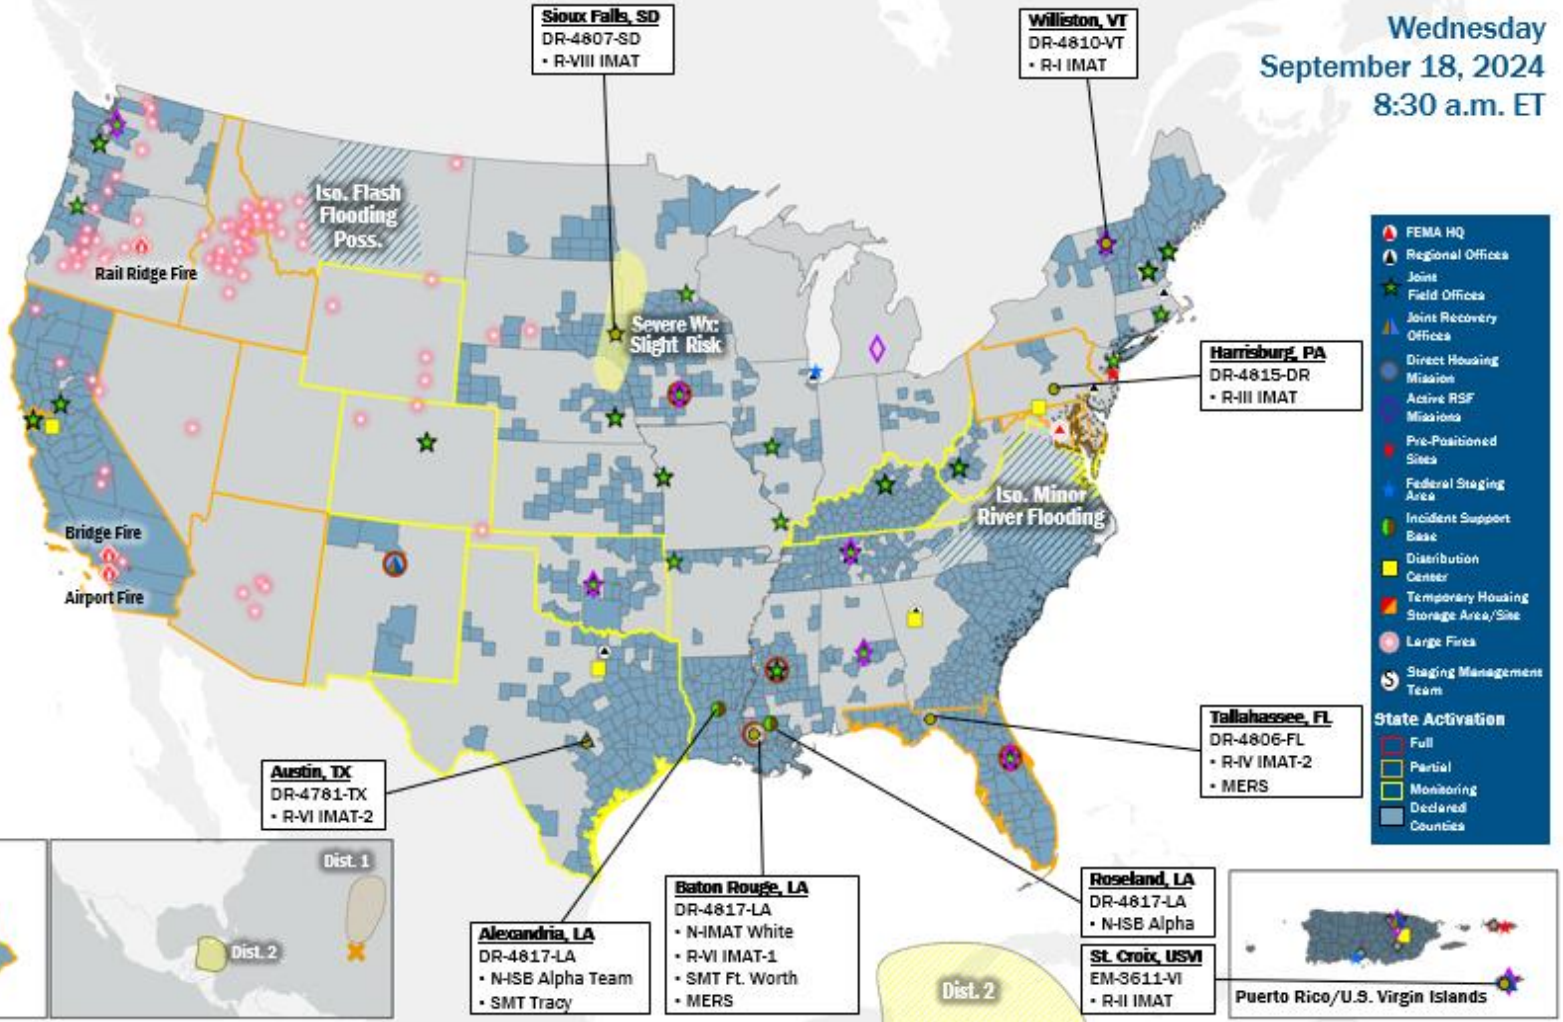 Wednesday
September 18, 2024
8:30 a.m. ET
Sioux Falls, SD
DR-4807-SD
• R-VIII IMAT
Williston, VT
DR-4810-VT
• R-I IMAT
Iso. Flash
Flooding
Poss.
Rail Ridge Fire
Severe Wx:
Slight Risk
Harrisburg, PA
DR-4815-DR
• R-III IMAT
Iso. Minor
River Flooding
Bridge Fire
Airport Fire
Tallahassee, FL
DR-4806-FL
• R-IV IMAT-2
• MERS
Austin, TX
DR-4781-TX
• R-VI IMAT-2
Alexandria, LA
DR-4817-LA
• N-ISB Alpha Team
• SMT Tracy
Baton Rouge, LA
DR-4817-LA
• N-IMAT White
• R-VI IMAT-1
• SMT Ft. Worth
• MERS
Roseland, LA
DR-4817-LA
• N-ISB Alpha
St. Croix, USVI
EM-3611-VI
• R-II IMAT
Dist. 1
Dist. 2
Dist. 2
Puerto Rico/U.S. Virgin Islands
FEMA HQ
Regional Offices
Joint
Field Offices
Joint Recovery
Offices
Direct Housing
Mission
Active RSF
Missions
Pre-Positioned
Sites
Federal Staging
Area
Incident Support
Base
Distribution
Center
Temporary Housing
Storage Area/Site
Large Fires
S
Staging Management
Team
State Activation
Full
Partial
Monitoring
Declared
Counties